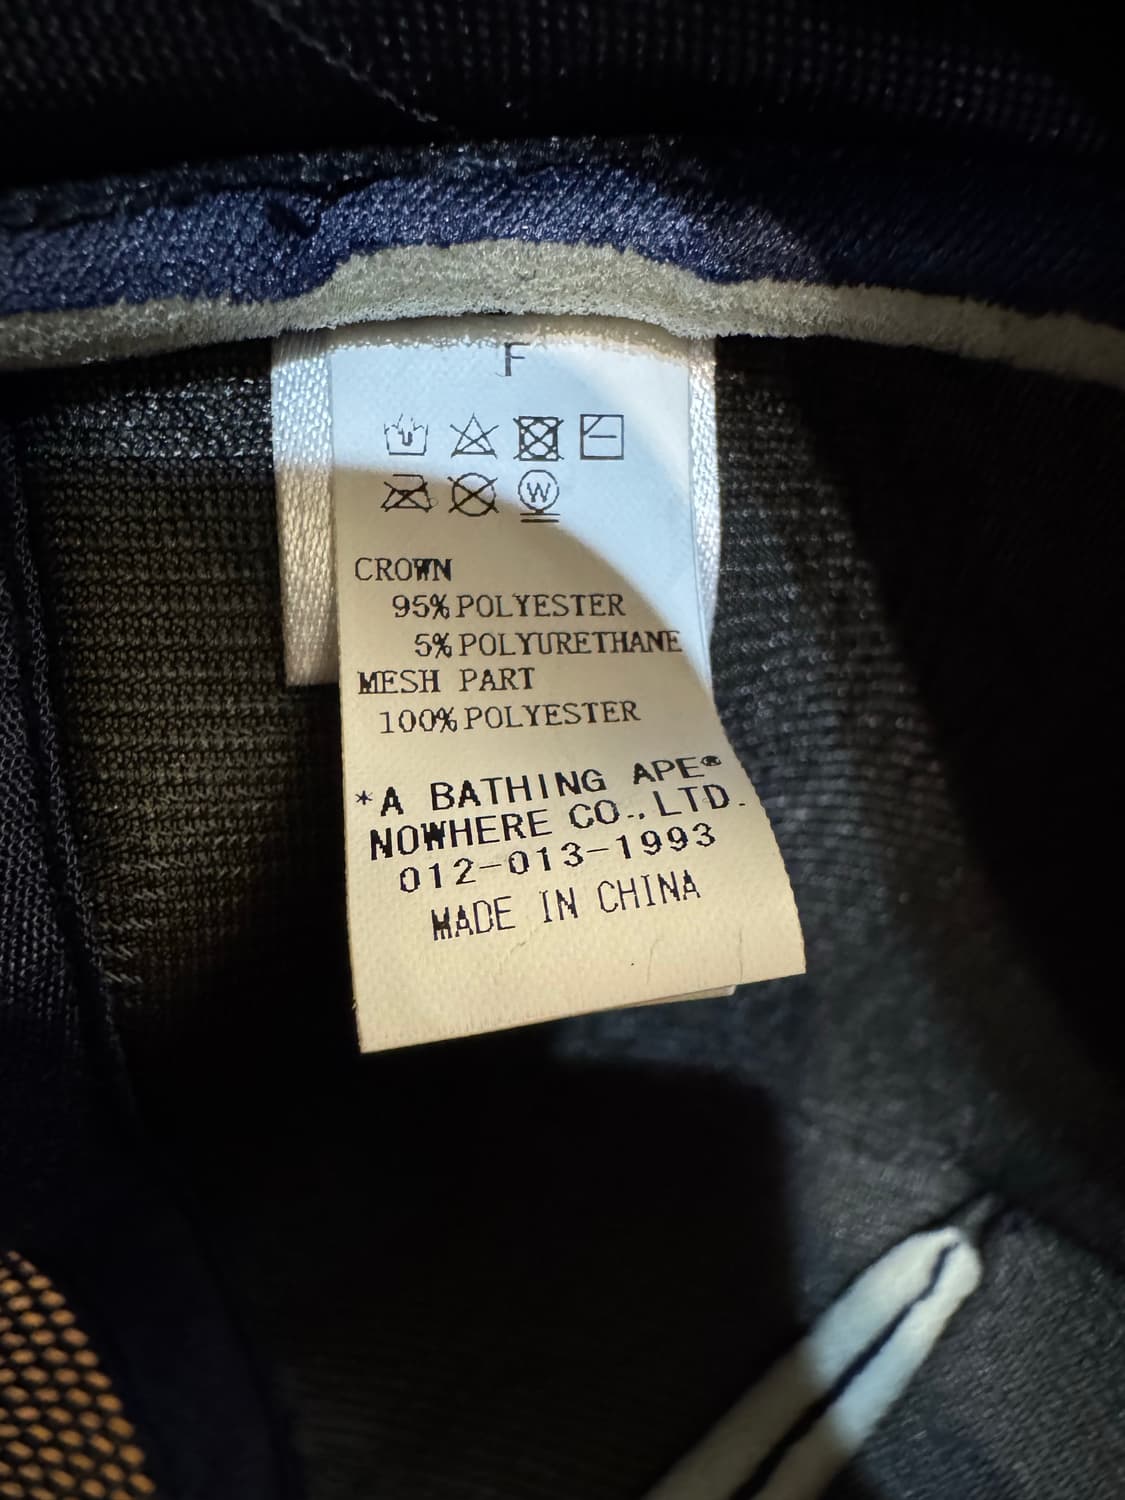 F
W
CROWN
95% POLYESTER
5% POLYURETHANE
MESH PART
100% POLYESTER
*A BATHING APE®
NOWHERE CO., LTD.
012-013-1993
MADE IN CHINA